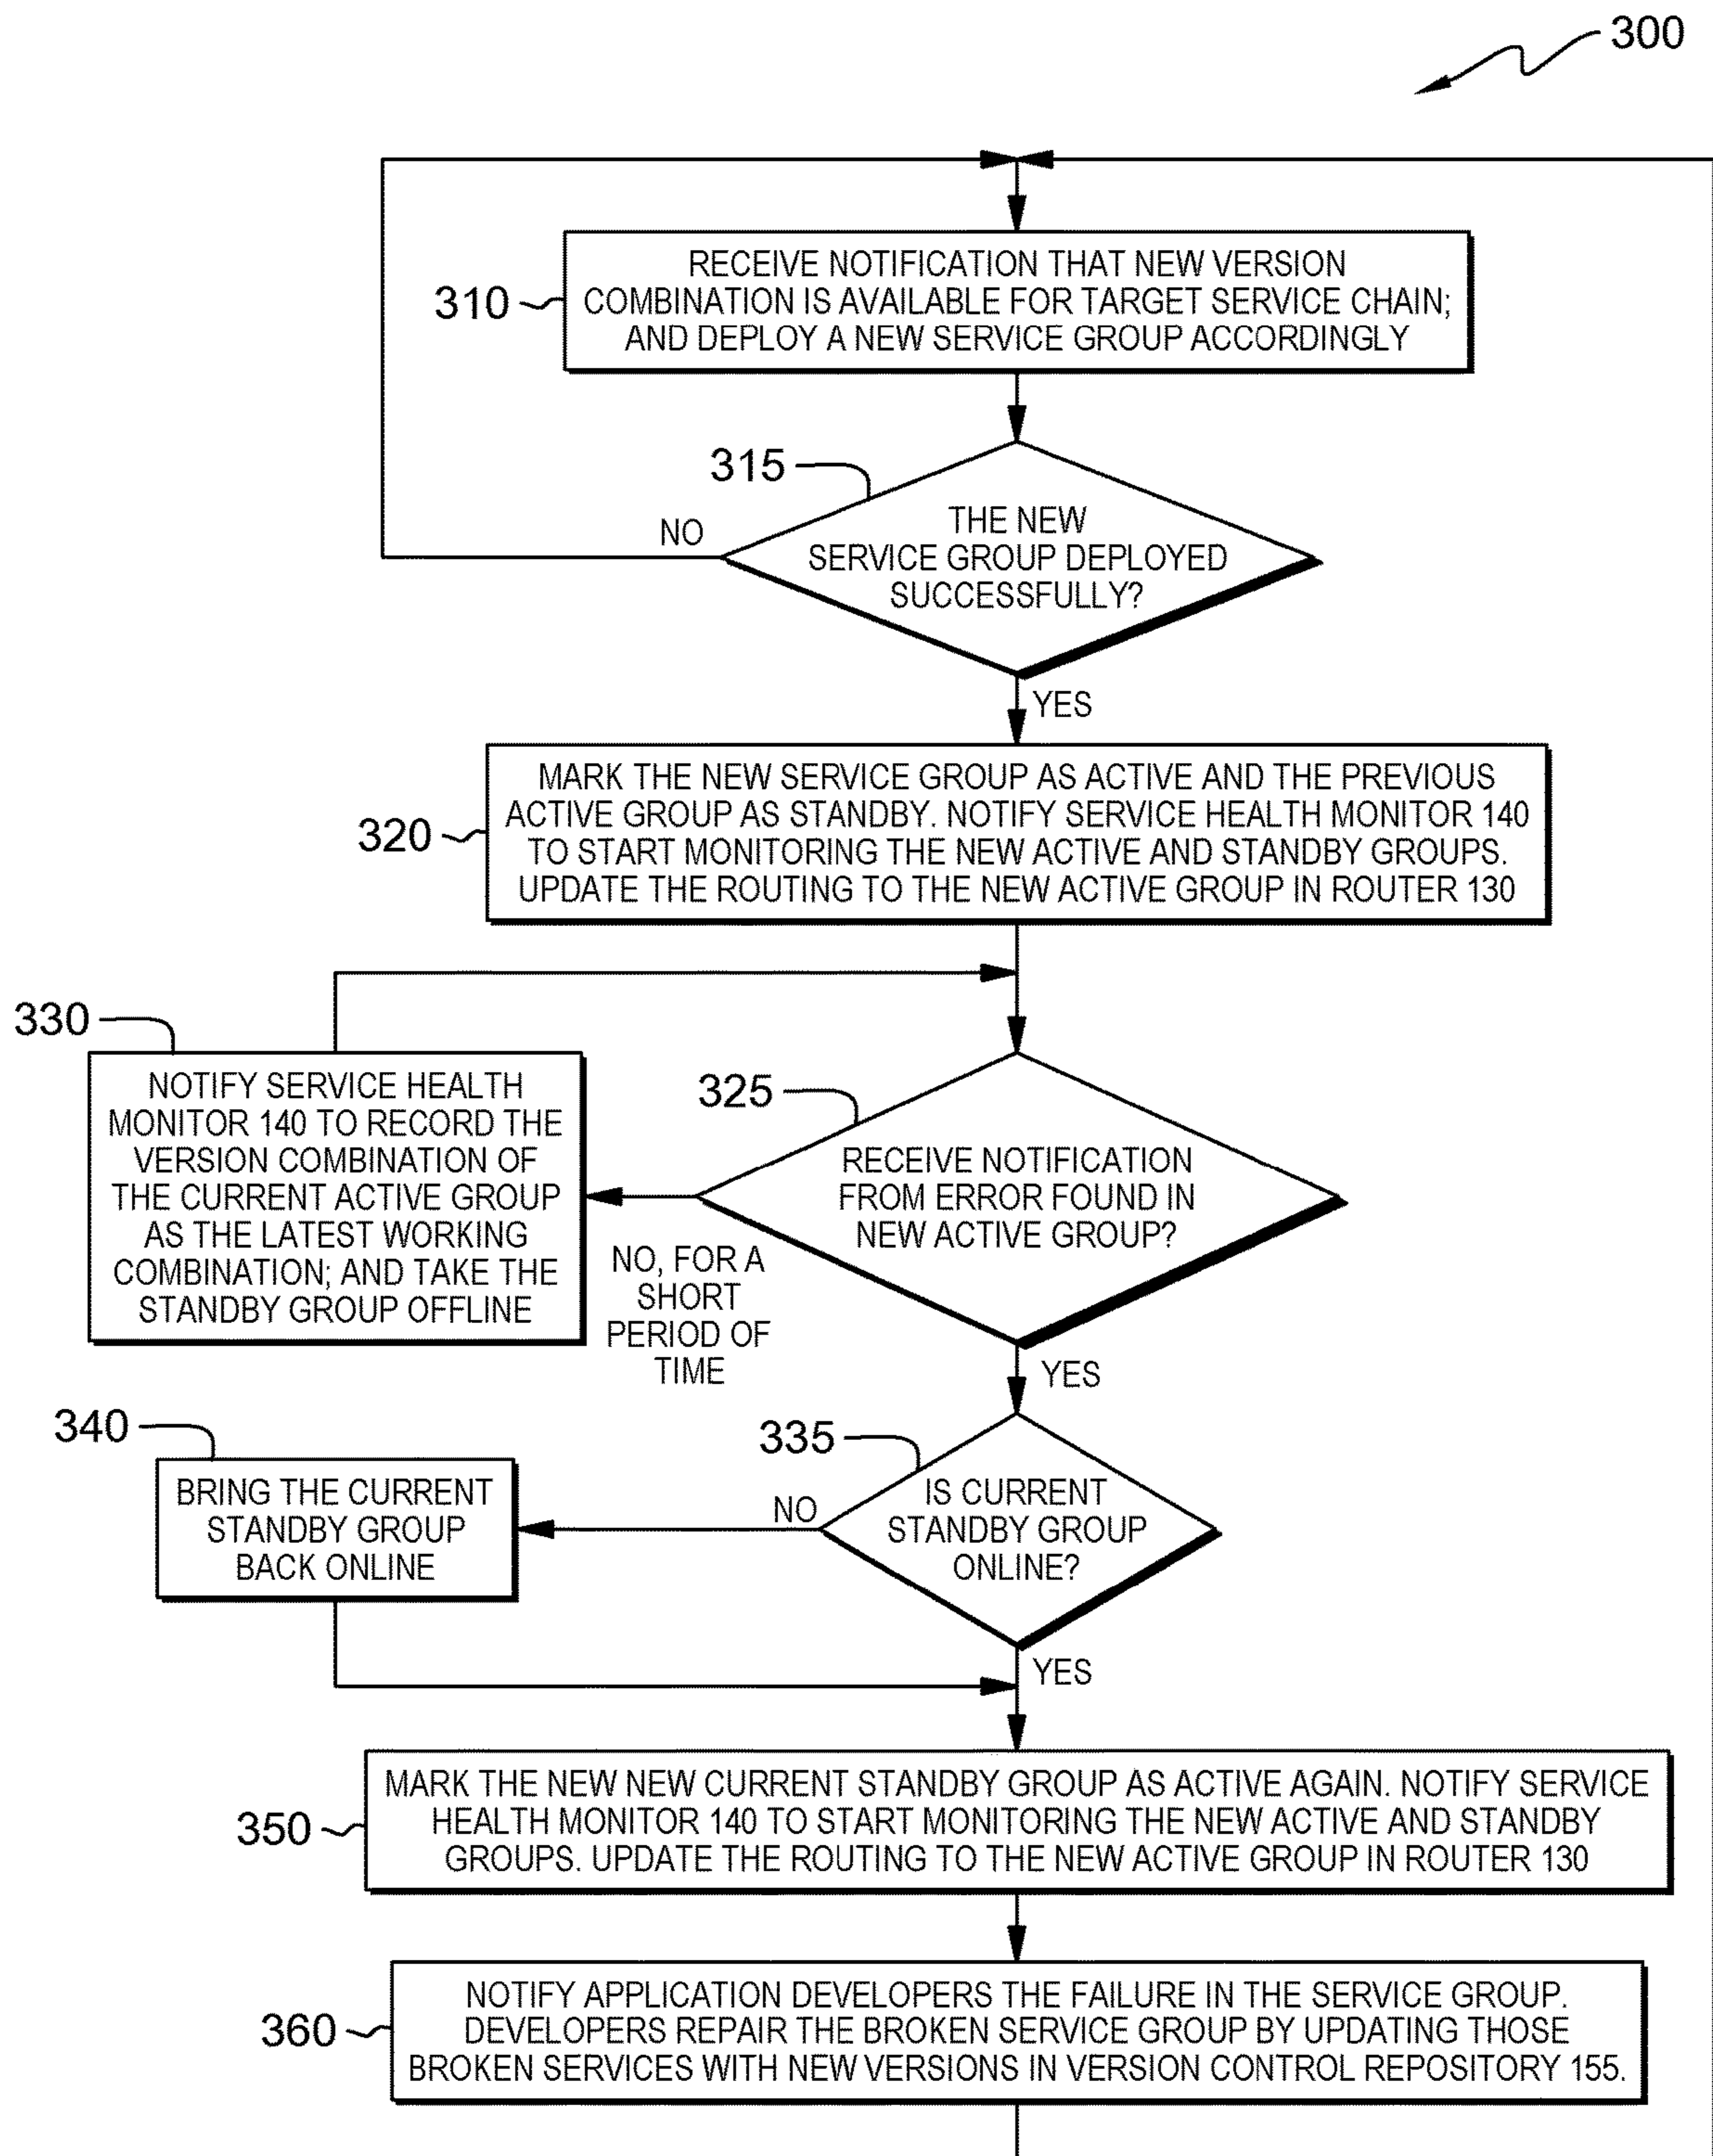 300
RECEIVE NOTIFICATION THAT NEW VERSION
COMBINATION IS AVAILABLE FOR TARGET SERVICE CHAIN;
AND DEPLOY A NEW SERVICE GROUP ACCORDINGLY
310
315
THE NEW
SERVICE GROUP DEPLOYED
SUCCESSFULLY?
NO
YES
MARK THE NEW SERVICE GROUP AS ACTIVE AND THE PREVIOUS
ACTIVE GROUP AS STANDBY. NOTIFY SERVICE HEALTH MONITOR 140
TO START MONITORING THE NEW ACTIVE AND STANDBY GROUPS.
UPDATE THE ROUTING TO THE NEW ACTIVE GROUP IN ROUTER 130
320
330
NOTIFY SERVICE HEALTH
MONITOR 140 TO RECORD THE
VERSION COMBINATION OF
THE CURRENT ACTIVE GROUP
AS THE LATEST WORKING
COMBINATION; AND TAKE THE
STANDBY GROUP OFFLINE
325
RECEIVE NOTIFICATION
FROM ERROR FOUND IN
NEW ACTIVE GROUP?
NO, FOR A
SHORT
PERIOD OF
TIME
YES
340
BRING THE CURRENT
STANDBY GROUP
BACK ONLINE
335
IS CURRENT
STANDBY GROUP
ONLINE?
NO
YES
MARK THE NEW NEW CURRENT STANDBY GROUP AS ACTIVE AGAIN. NOTIFY SERVICE
HEALTH MONITOR 140 TO START MONITORING THE NEW ACTIVE AND STANDBY
GROUPS. UPDATE THE ROUTING TO THE NEW ACTIVE GROUP IN ROUTER 130
350
NOTIFY APPLICATION DEVELOPERS THE FAILURE IN THE SERVICE GROUP.
DEVELOPERS REPAIR THE BROKEN SERVICE GROUP BY UPDATING THOSE
BROKEN SERVICES WITH NEW VERSIONS IN VERSION CONTROL REPOSITORY 155.
360